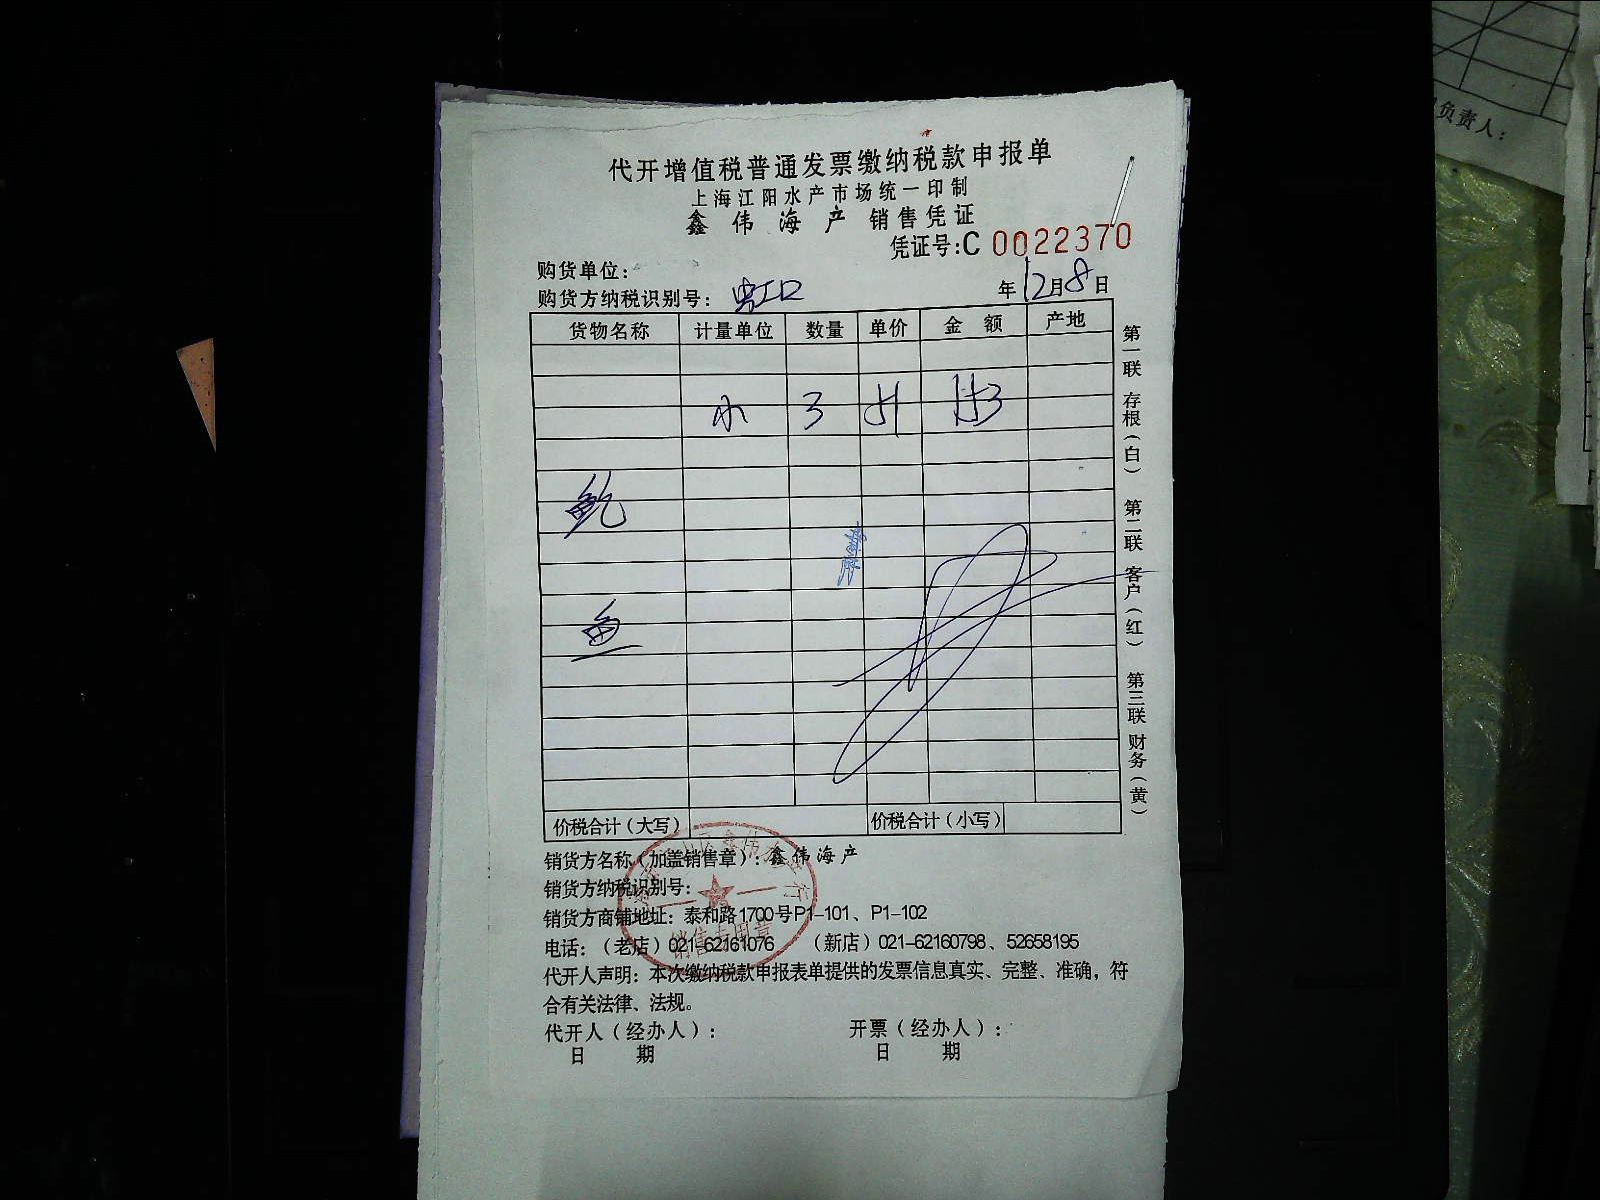 代开增值税普通发票缴纳税款申报单
上海江阳水产市场统一印制
鑫伟海产 销售凭证
凭证号:C 0022370
购货单位:
购货方纳税识别号: 虹口 年12月8日
货物名称 计量单位 数量 单价 金额 产地
小 3
鱿
鱼
价税合计(大写) 价税合计(小写)
销货方名称(加盖销售章):鑫伟海产
销货方纳税识别号:
销货方商铺地址: 泰和路1700号P1-101、P1-102
电话:(老店)021-62161076 (新店)021-62160798、52658195
代开人声明:本次缴纳税款申报表单提供的发票信息真实、完整、准确,符
合有关法律、法规。
代开人(经办人): 开票(经办人):
日 期 日 期
第一联 存根(白) 第二联 客户(红) 第三联 财务(黄)
销售专用章
负责人: